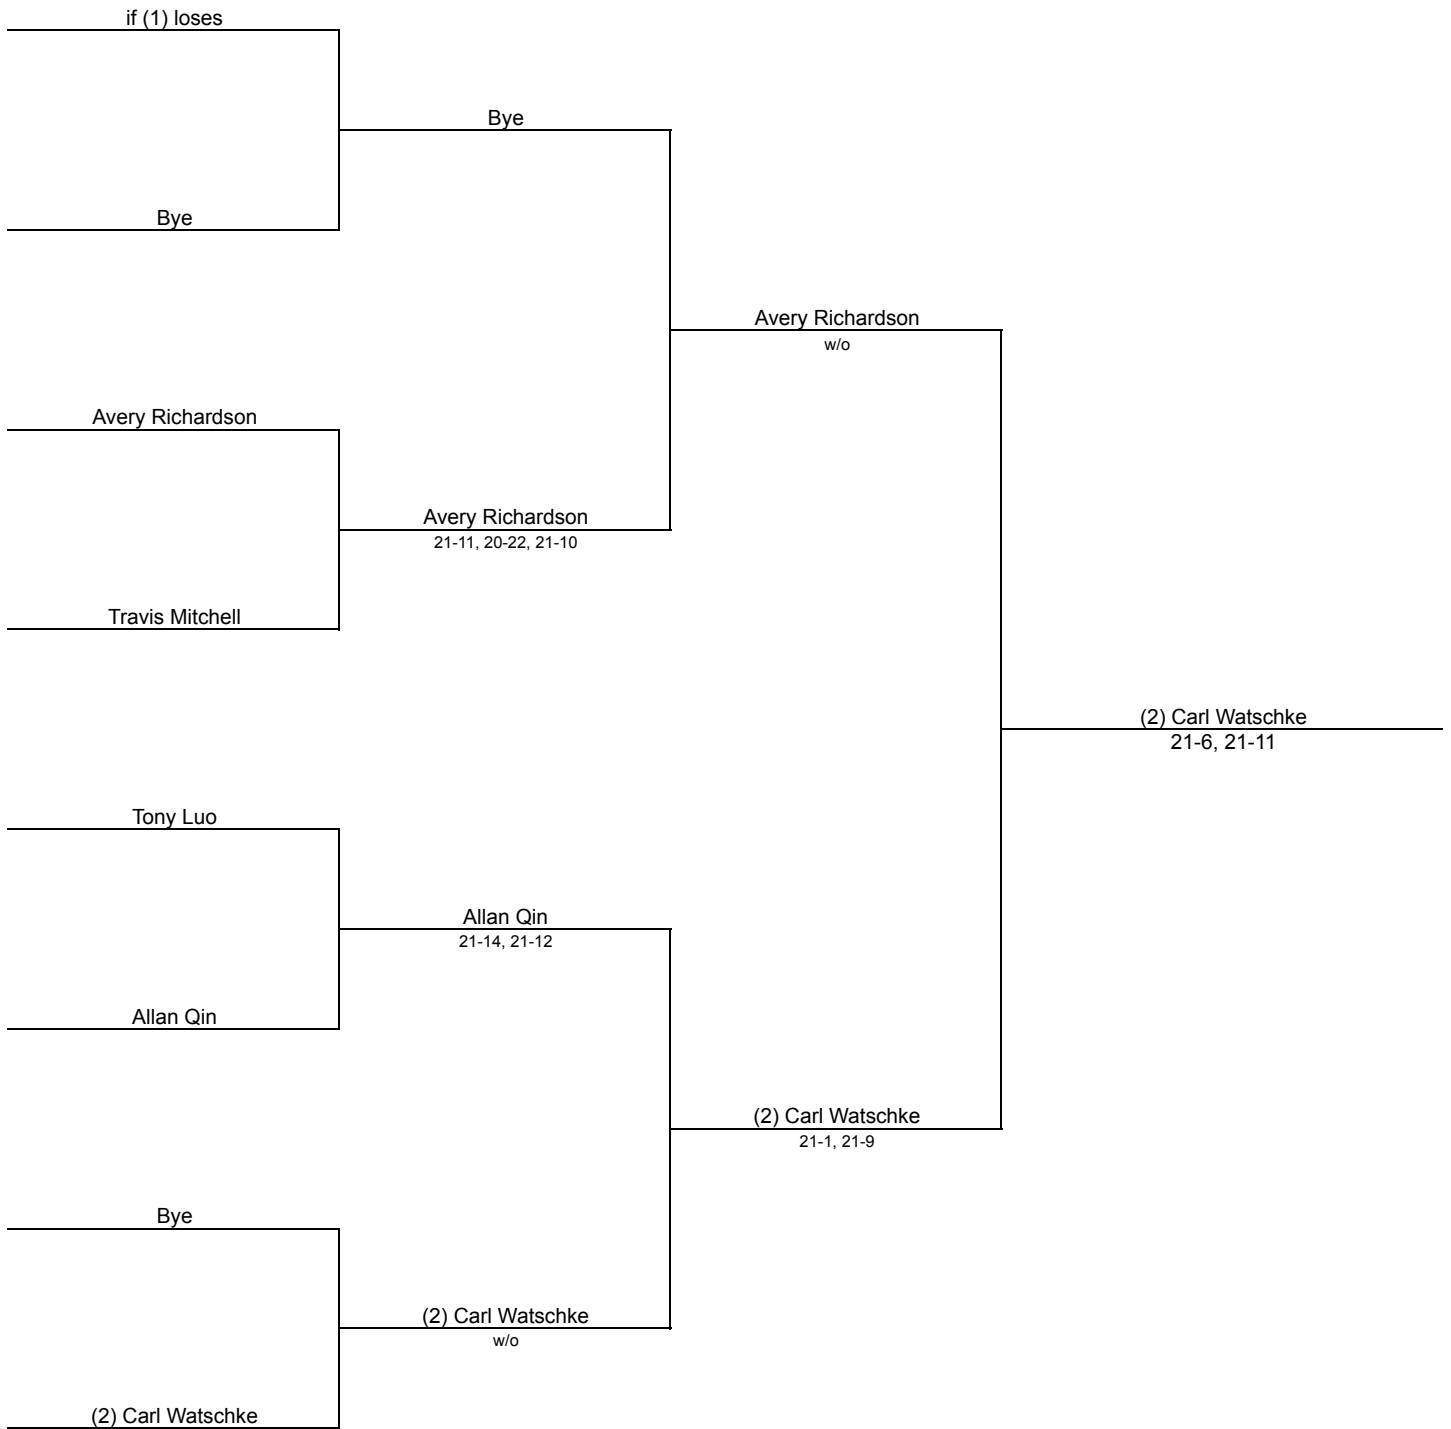 if (1) loses
Bye
Bye
Avery Richardson
w/o
Avery Richardson
Avery Richardson
21-11, 20-22, 21-10
Travis Mitchell
(2) Carl Watschke
21-6, 21-11
Tony Luo
Allan Qin
21-14, 21-12
Allan Qin
(2) Carl Watschke
21-1, 21-9
Bye
(2) Carl Watschke
w/o
(2) Carl Watschke